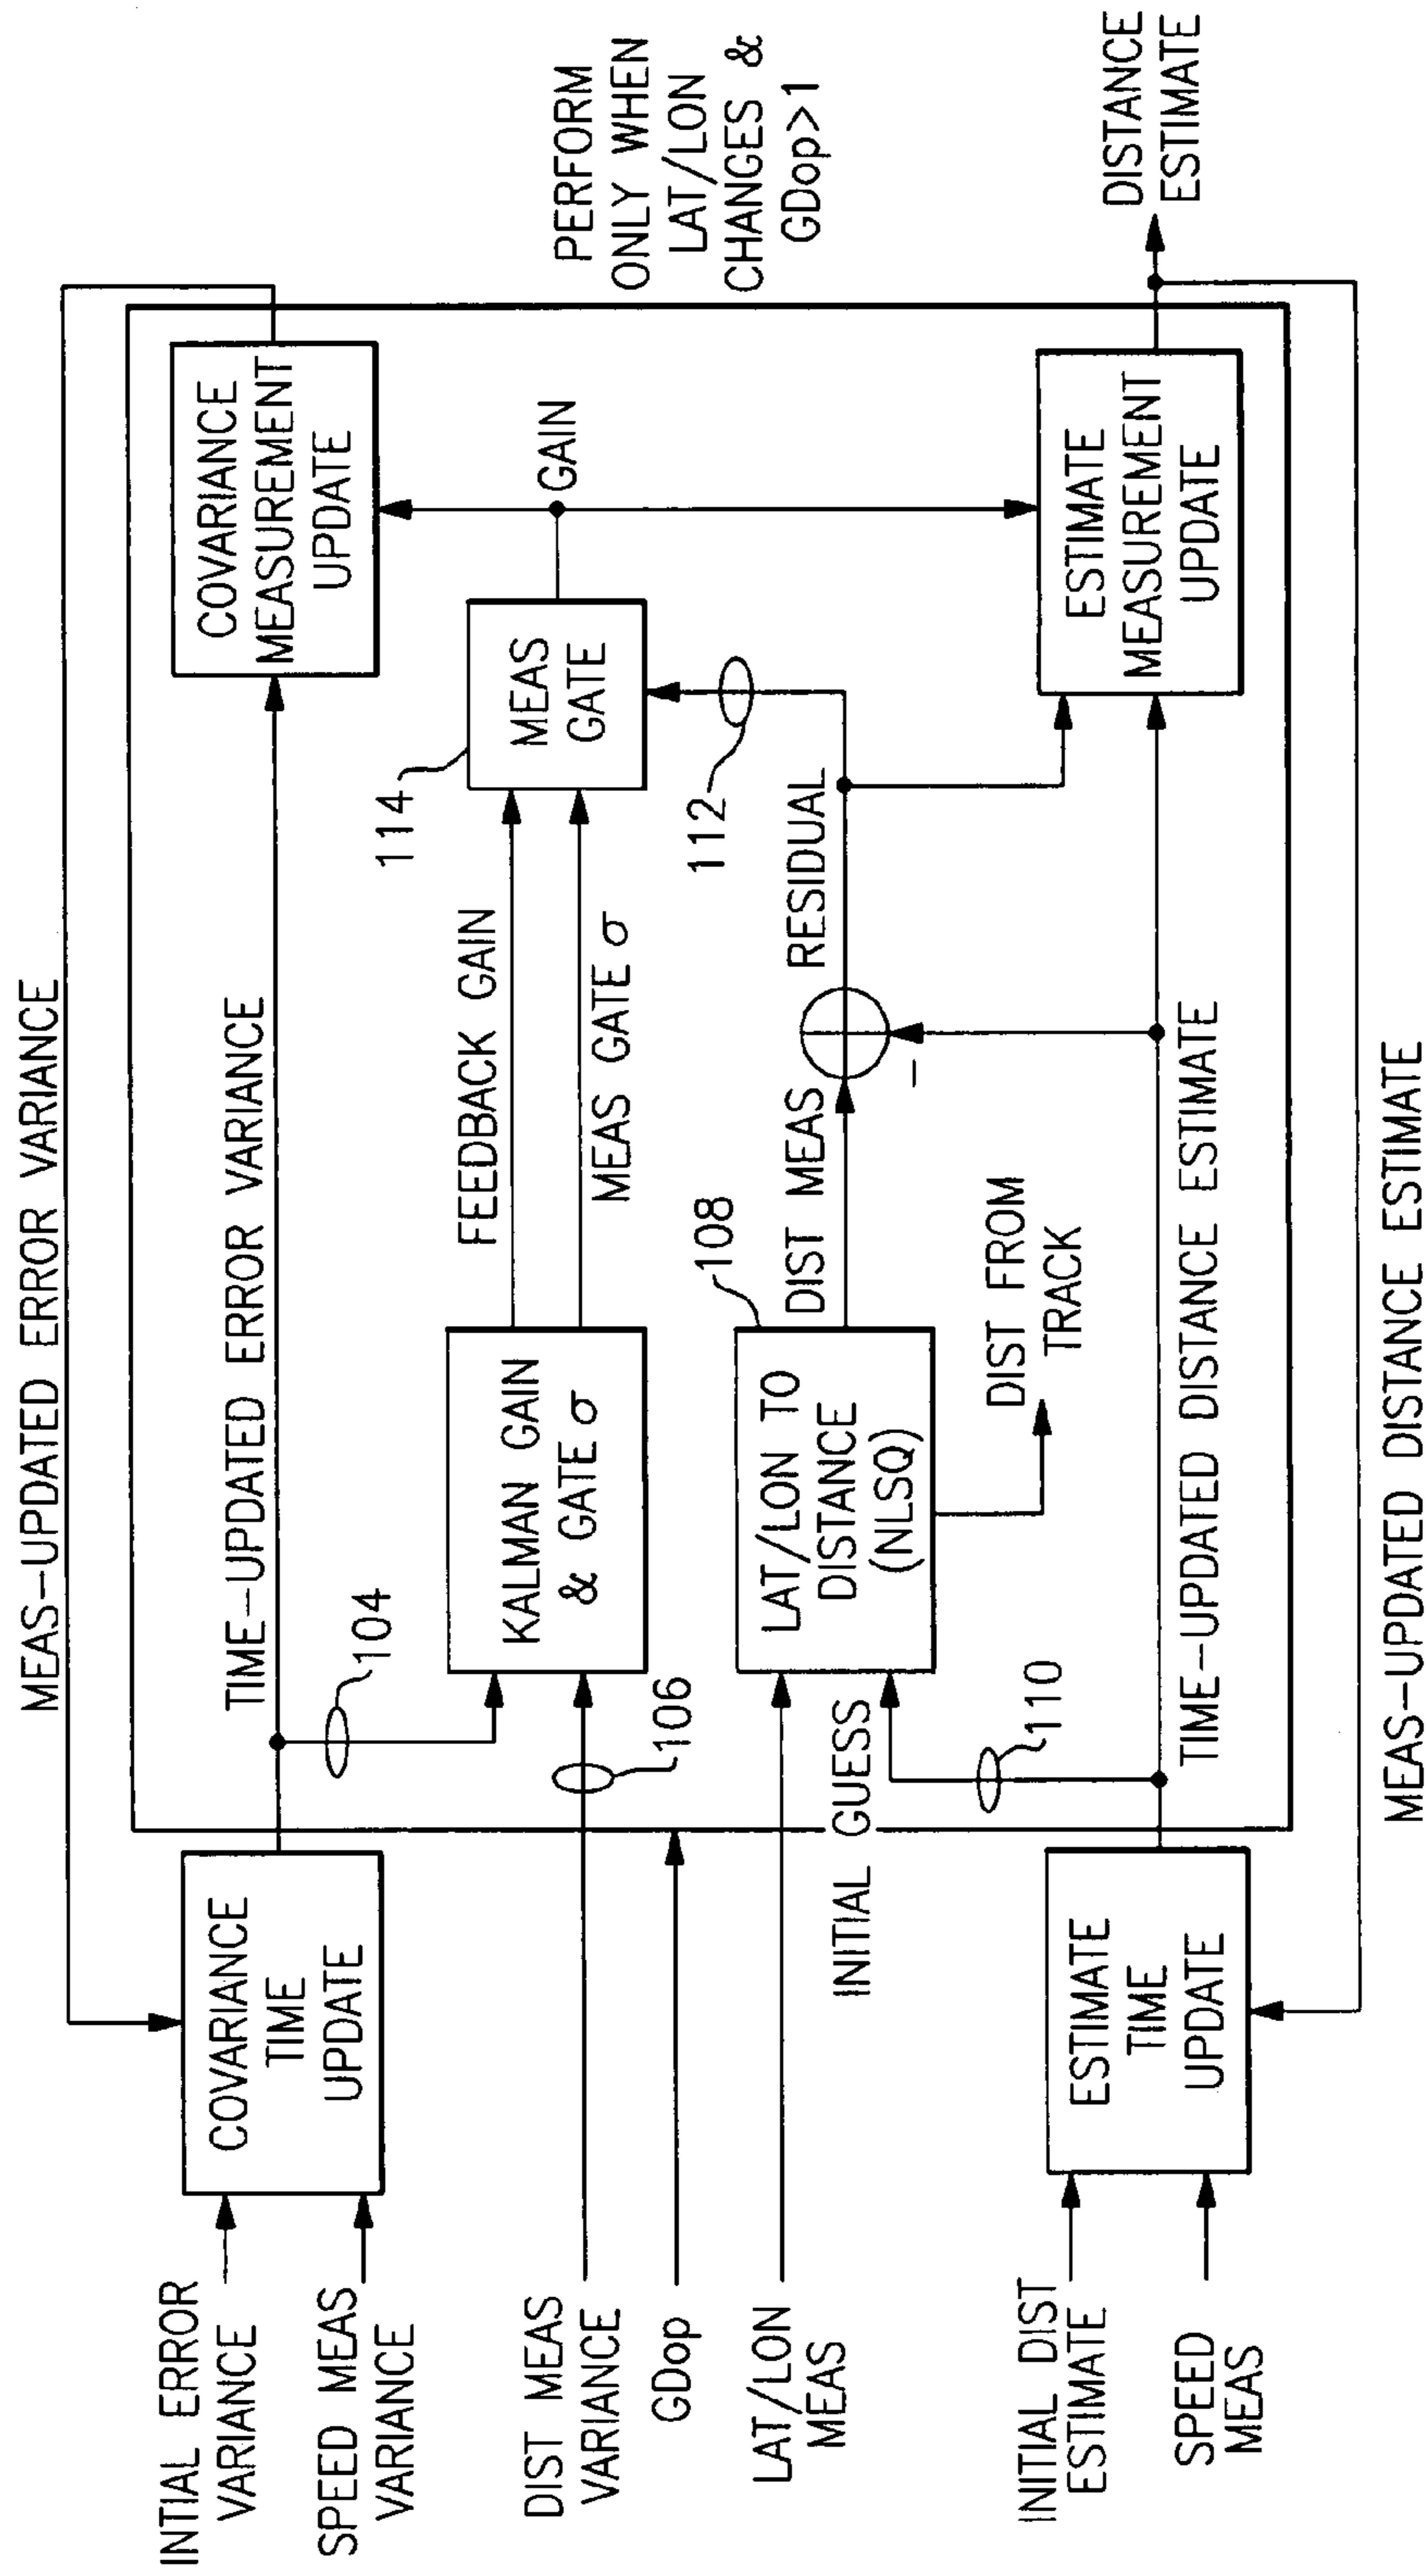 MEAS-UPDATED ERROR VARIANCE
TIME-UPDATED ERROR VARIANCE
INTIAL ERROR
VARIANCE
SPEED MEAS
VARIANCE
COVARIANCE
TIME
UPDATE
104
COVARIANCE
MEASUREMENT
UPDATE
DIST MEAS
VARIANCE
106
KALMAN GAIN
& GATE σ
FEEDBACK GAIN
MEAS GATE σ
114
MEAS
GATE
GAIN
PERFORM
ONLY WHEN
LAT/LON
CHANGES &
GDop>1
GDop
LAT/LON
MEAS
INITIAL GUESS
110
108
LAT/LON TO
DISTANCE
(NLSQ)
DIST MEAS
-
RESIDUAL
112
DIST FROM
TRACK
INITIAL DIST
ESTIMATE
SPEED
MEAS
ESTIMATE
TIME
UPDATE
TIME-UPDATED DISTANCE ESTIMATE
ESTIMATE
MEASUREMENT
UPDATE
DISTANCE
ESTIMATE
MEAS-UPDATED DISTANCE ESTIMATE